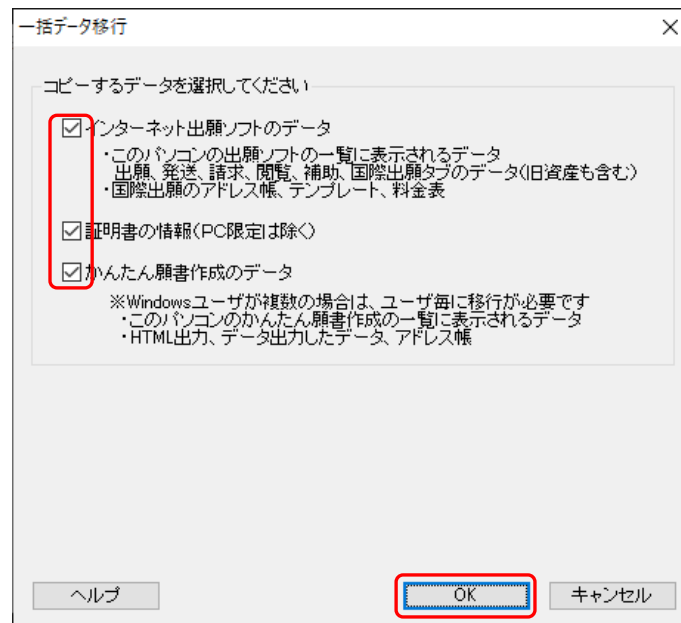 一括データ移行
コピーするデータを選択してください
インターネット出願ソフトのデータ
・このパソコンの出願ソフトの一覧に表示されるデータ
出願、発送、請求、閲覧、補助、国際出願タブのデータ(旧資産も含む)
・国際出願のアドレス帳、テンプレート、料金表
証明書の情報(PC限定は除く)
かんたん願書作成のデータ
※Windowsユーザが複数の場合は、ユーザ毎に移行が必要です
・このパソコンのかんたん願書作成の一覧に表示されるデータ
・HTML出力、データ出力したデータ、アドレス帳
ヘルプ OK キャンセル